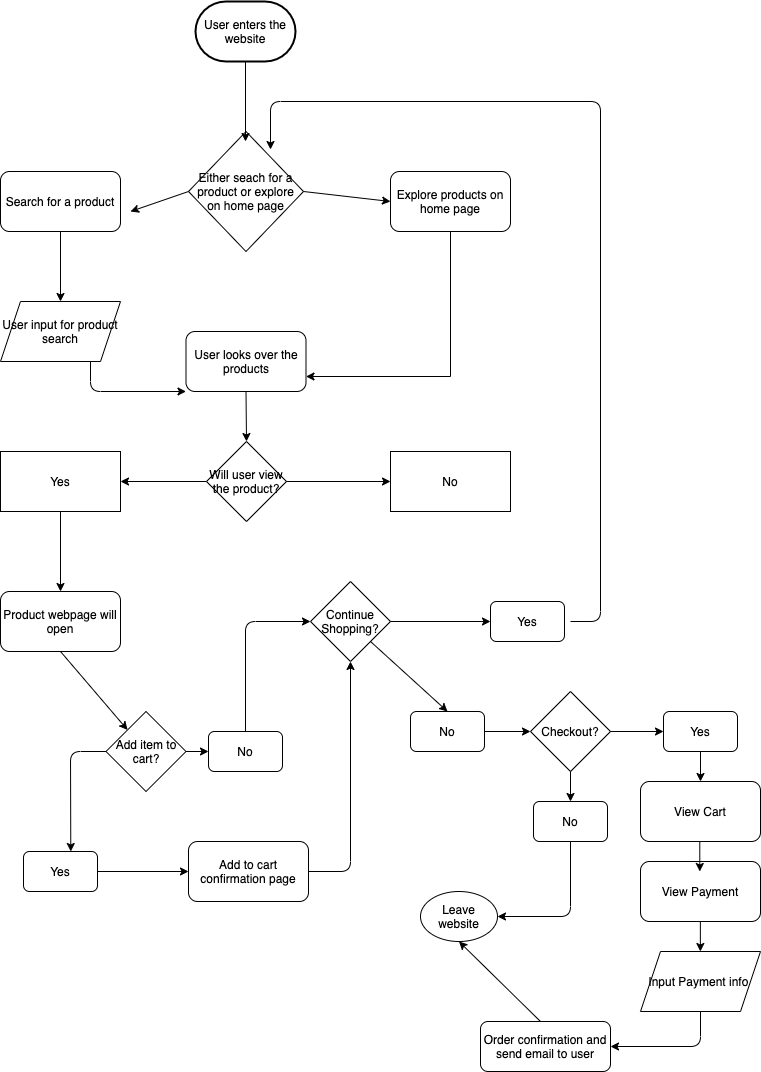 User enters the
website
Either seach for a
product or explore
on home page
Search for a product
Explore products on
home page
User input for product
search
User looks over the
products
Will user view
the product?
Yes
No
Product webpage will
open
Continue
Shopping?
Yes
No
Checkout?
Yes
Add item to
cart?
No
View Cart
No
Yes
Add to cart
confirmation page
View Payment
Leave
website
Input Payment info
Order confirmation and
send email to user